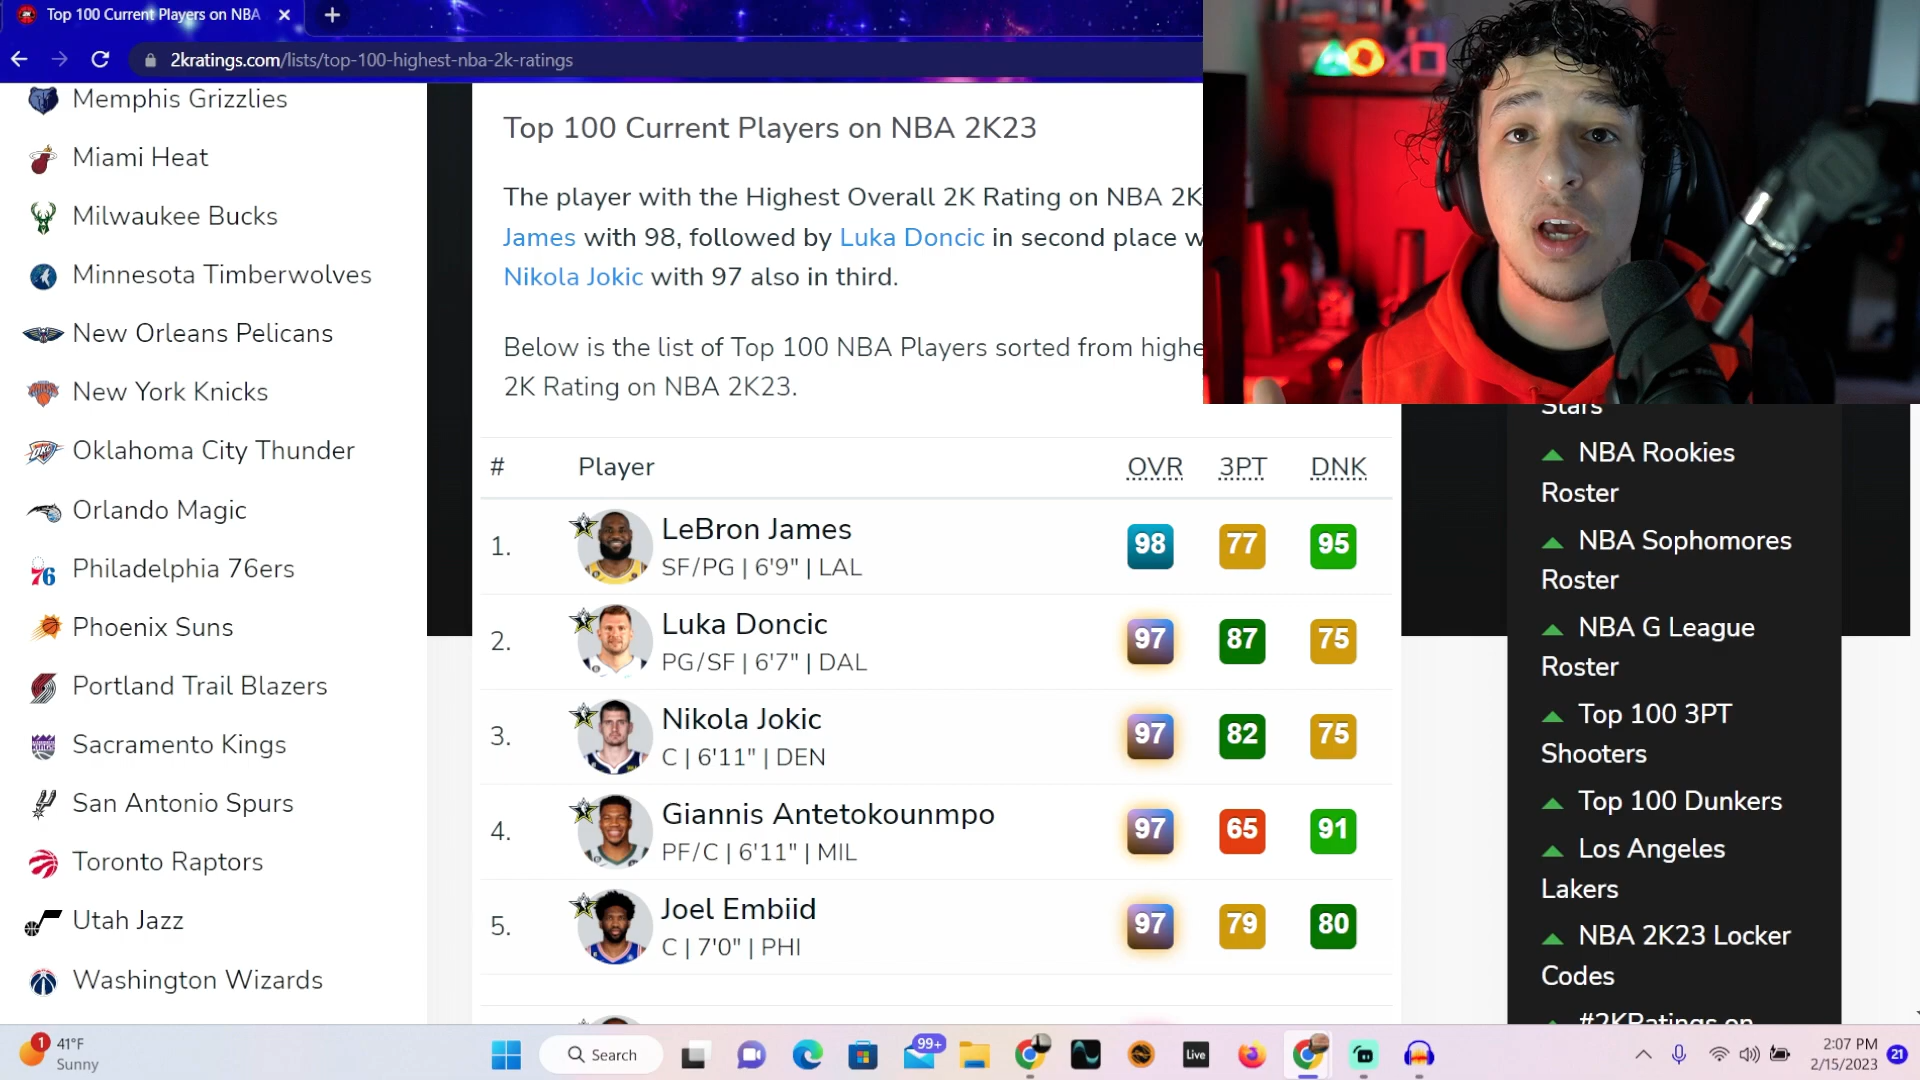 Top 100 Current Players on NBA
2kratings.com/lists/top-100-highest-nba-2k-ratings
Memphis Grizzlies
Miami Heat
Milwaukee Bucks
Minnesota Timberwolves
New Orleans Pelicans
New York Knicks
Oklahoma City Thunder
Orlando Magic
Philadelphia 76ers
Phoenix Suns
Portland Trail Blazers
Sacramento Kings
San Antonio Spurs
Toronto Raptors
Utah Jazz
Washington Wizards
Top 100 Current Players on NBA 2K23
The player with the Highest Overall 2K Rating on NBA 2K
James with 98, followed by Luka Doncic in second place w
Nikola Jokic with 97 also in third.
Below is the list of Top 100 NBA Players sorted from highe
2K Rating on NBA 2K23.
# Player OVR 3PT DNK
1. LeBron James 98 77 95
SF/PG | 6'9" | LAL
2. Luka Doncic 97 87 75
PG/SF | 6'7" | DAL
3. Nikola Jokic 97 82 75
C | 6'11" | DEN
4. Giannis Antetokounmpo 97 65 91
PF/C | 6'11" | MIL
5. Joel Embiid 97 79 80
C | 7'0" | PHI
Stars
NBA Rookies
Roster
NBA Sophomores
Roster
NBA G League
Roster
Top 100 3PT
Shooters
Top 100 Dunkers
Los Angeles
Lakers
NBA 2K23 Locker
Codes
#2KRatings on
1
41°F
Sunny
Search
99+
Live
2:07 PM
2/15/2023
21